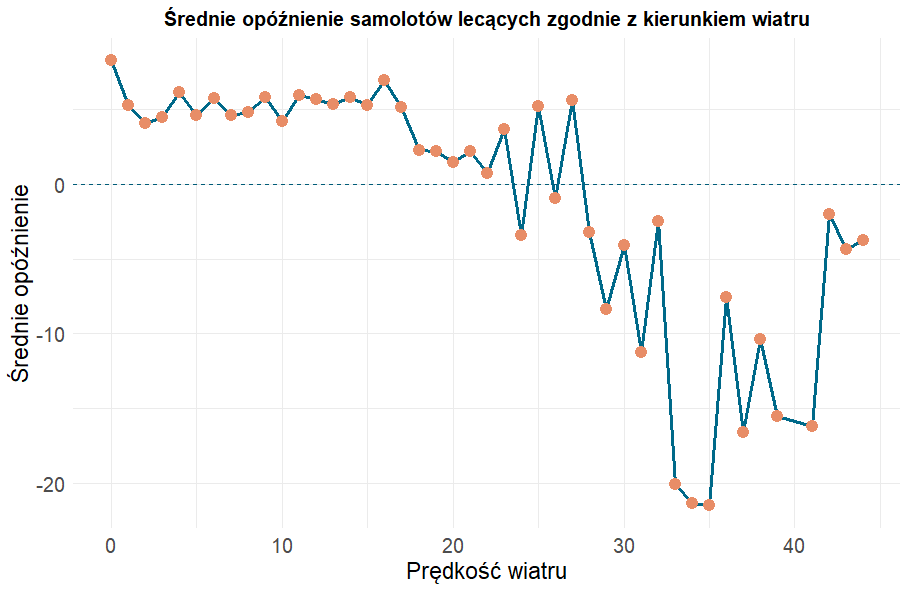 Średnie opóźnienie samolotów lecących zgodnie z kierunkiem wiatru
Średnie opóźnienie
0
-10
-20
0 10 20 30 40
Prędkość wiatru